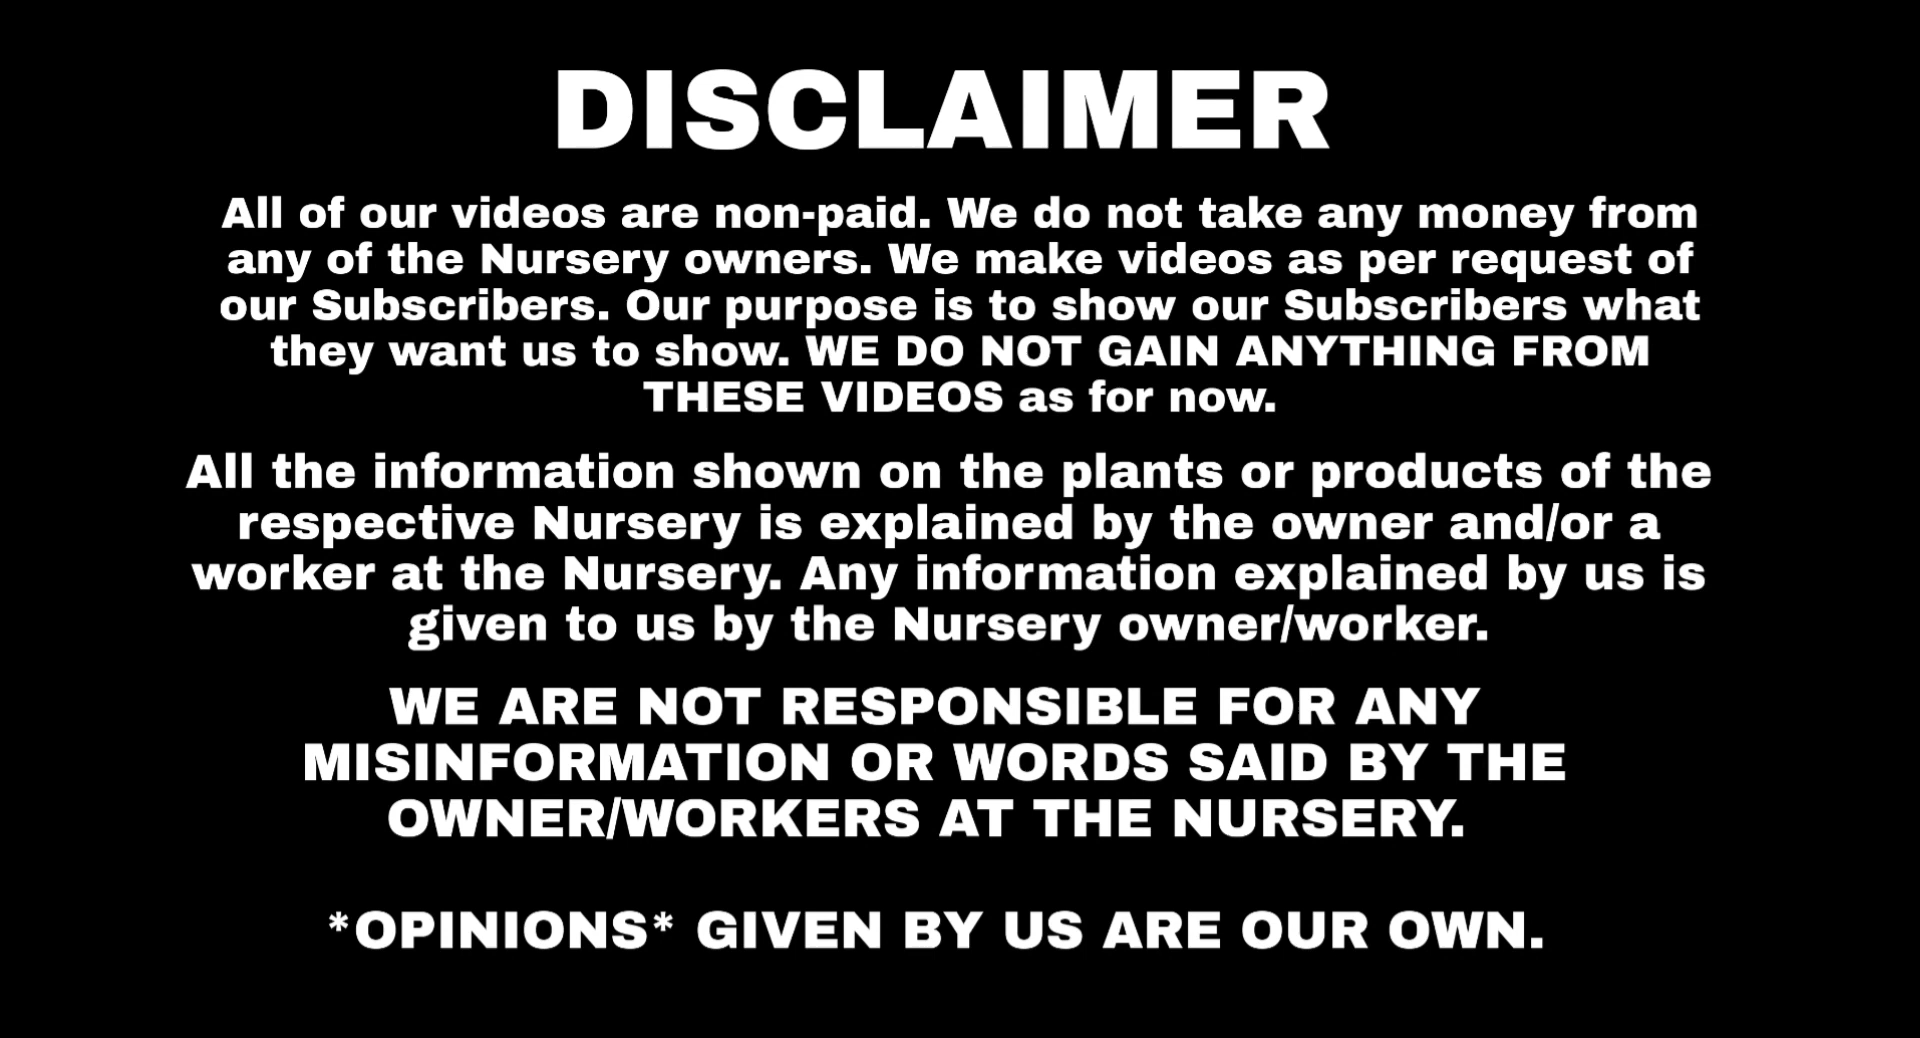 DISCLAIMER
All of our videos are non-paid. We do not take any money from
any of the Nursery owners. We make videos as per request of
our Subscribers. Our purpose is to show our Subscribers what
they want us to show. WE DO NOT GAIN ANYTHING FROM
THESE VIDEOS as for now.
All the information shown on the plants or products of the
respective Nursery is explained by the owner and/or a
worker at the Nursery. Any information explained by us is
given to us by the Nursery owner/worker.
WE ARE NOT RESPONSIBLE FOR ANY
MISINFORMATION OR WORDS SAID BY THE
OWNER/WORKERS AT THE NURSERY.
*OPINIONS* GIVEN BY US ARE OUR OWN.